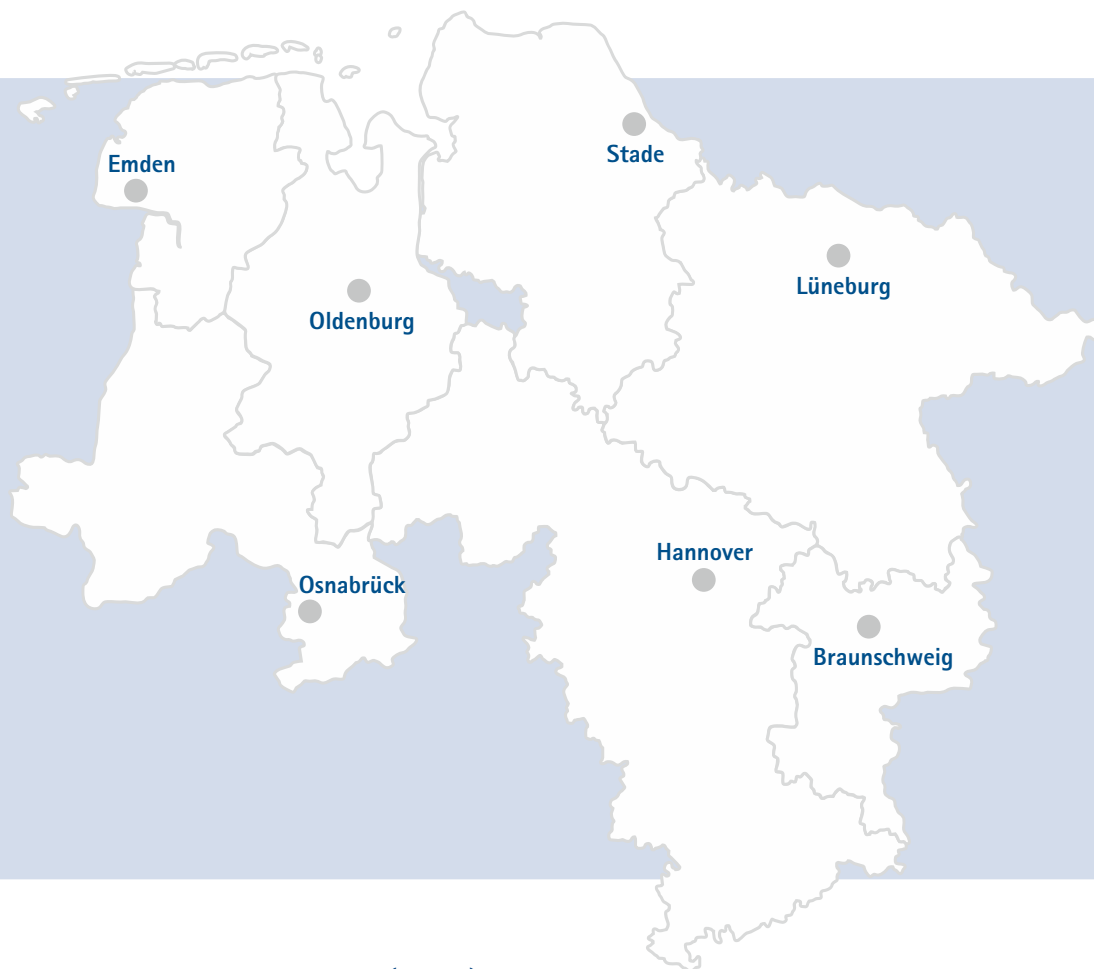 Stade
Emden
Lüneburg
Oldenburg
Hannover
Osnabrück
Braunschweig